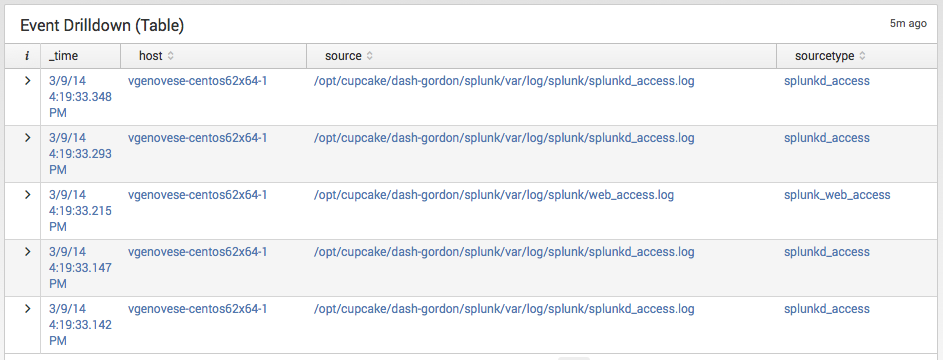 Event Drilldown (Table) 5m ago
i _time host source sourcetype
3/9/14 vgenovese-centos62x64-1 /opt/cupcake/dash-gordon/splunk/var/log/splunk/splunkd_access.log splunkd_access
4:19:33.348
PM
3/9/14 vgenovese-centos62x64-1 /opt/cupcake/dash-gordon/splunk/var/log/splunk/splunkd_access.log splunkd_access
4:19:33.293
PM
3/9/14 vgenovese-centos62x64-1 /opt/cupcake/dash-gordon/splunk/var/log/splunk/web_access.log splunk_web_access
4:19:33.215
PM
3/9/14 vgenovese-centos62x64-1 /opt/cupcake/dash-gordon/splunk/var/log/splunk/splunkd_access.log splunkd_access
4:19:33.147
PM
3/9/14 vgenovese-centos62x64-1 /opt/cupcake/dash-gordon/splunk/var/log/splunk/splunkd_access.log splunkd_access
4:19:33.142
PM